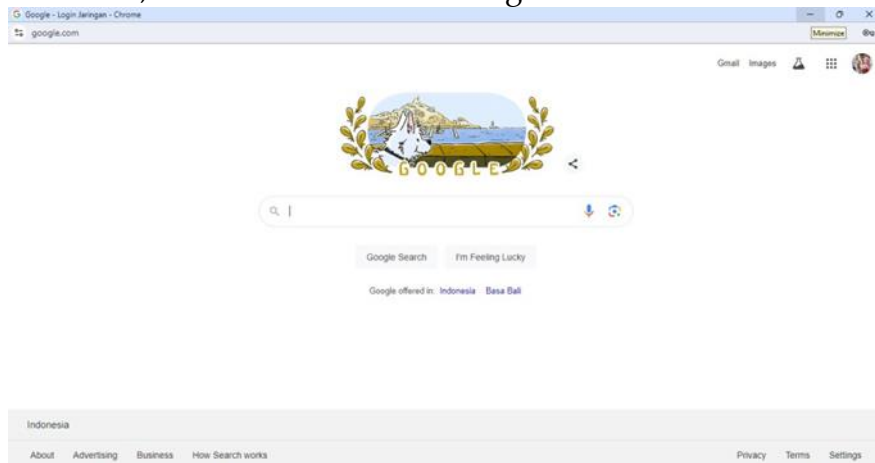 G Google - Login Jaringan - Chrome
google.com
Minimize
Gmail Images
GOOGLE
Google Search I'm Feeling Lucky
Google offered in: Indonesia Basa Bali
Indonesia
About Advertising Business How Search works Privacy Terms Settings